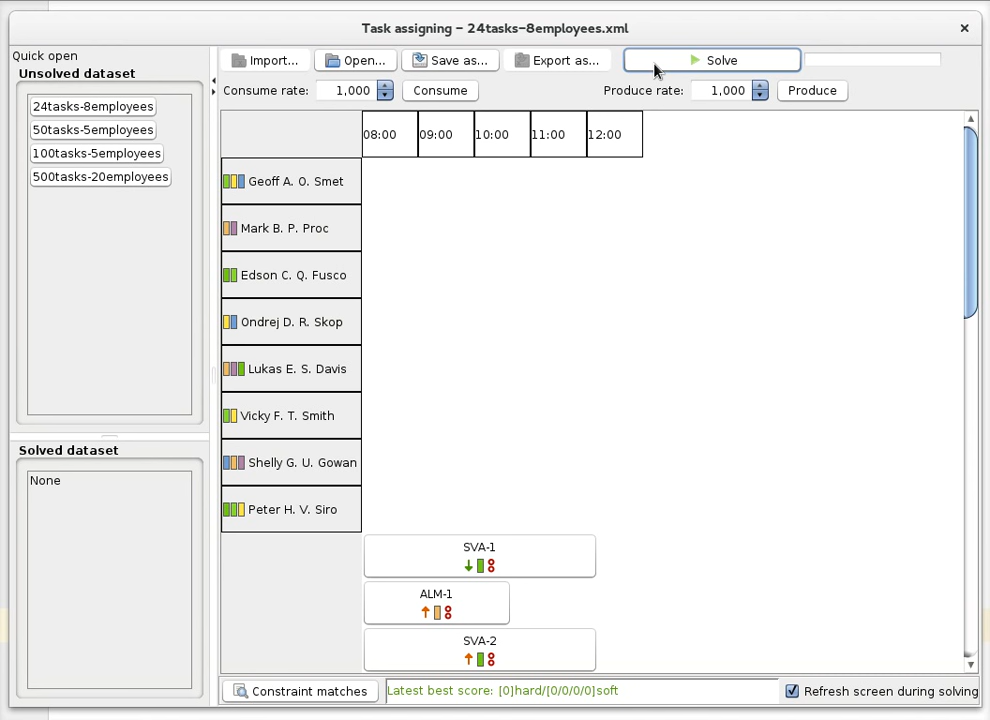 Task assigning – 24tasks-8employees.xml
Quick open
Unsolved dataset
24tasks-8employees
50tasks-5employees
100tasks-5employees
500tasks-20employees
Solved dataset
None
Import... Open... Save as... Export as... Solve
Consume rate: 1,000 Consume Produce rate: 1,000 Produce
08:00 09:00 10:00 11:00 12:00
Geoff A. O. Smet
Mark B. P. Proc
Edson C. Q. Fusco
Ondrej D. R. Skop
Lukas E. S. Davis
Vicky F. T. Smith
Shelly G. U. Gowan
Peter H. V. Siro
SVA-1
ALM-1
SVA-2
Constraint matches Latest best score: [0]hard/[0/0/0/0]soft Refresh screen during solving